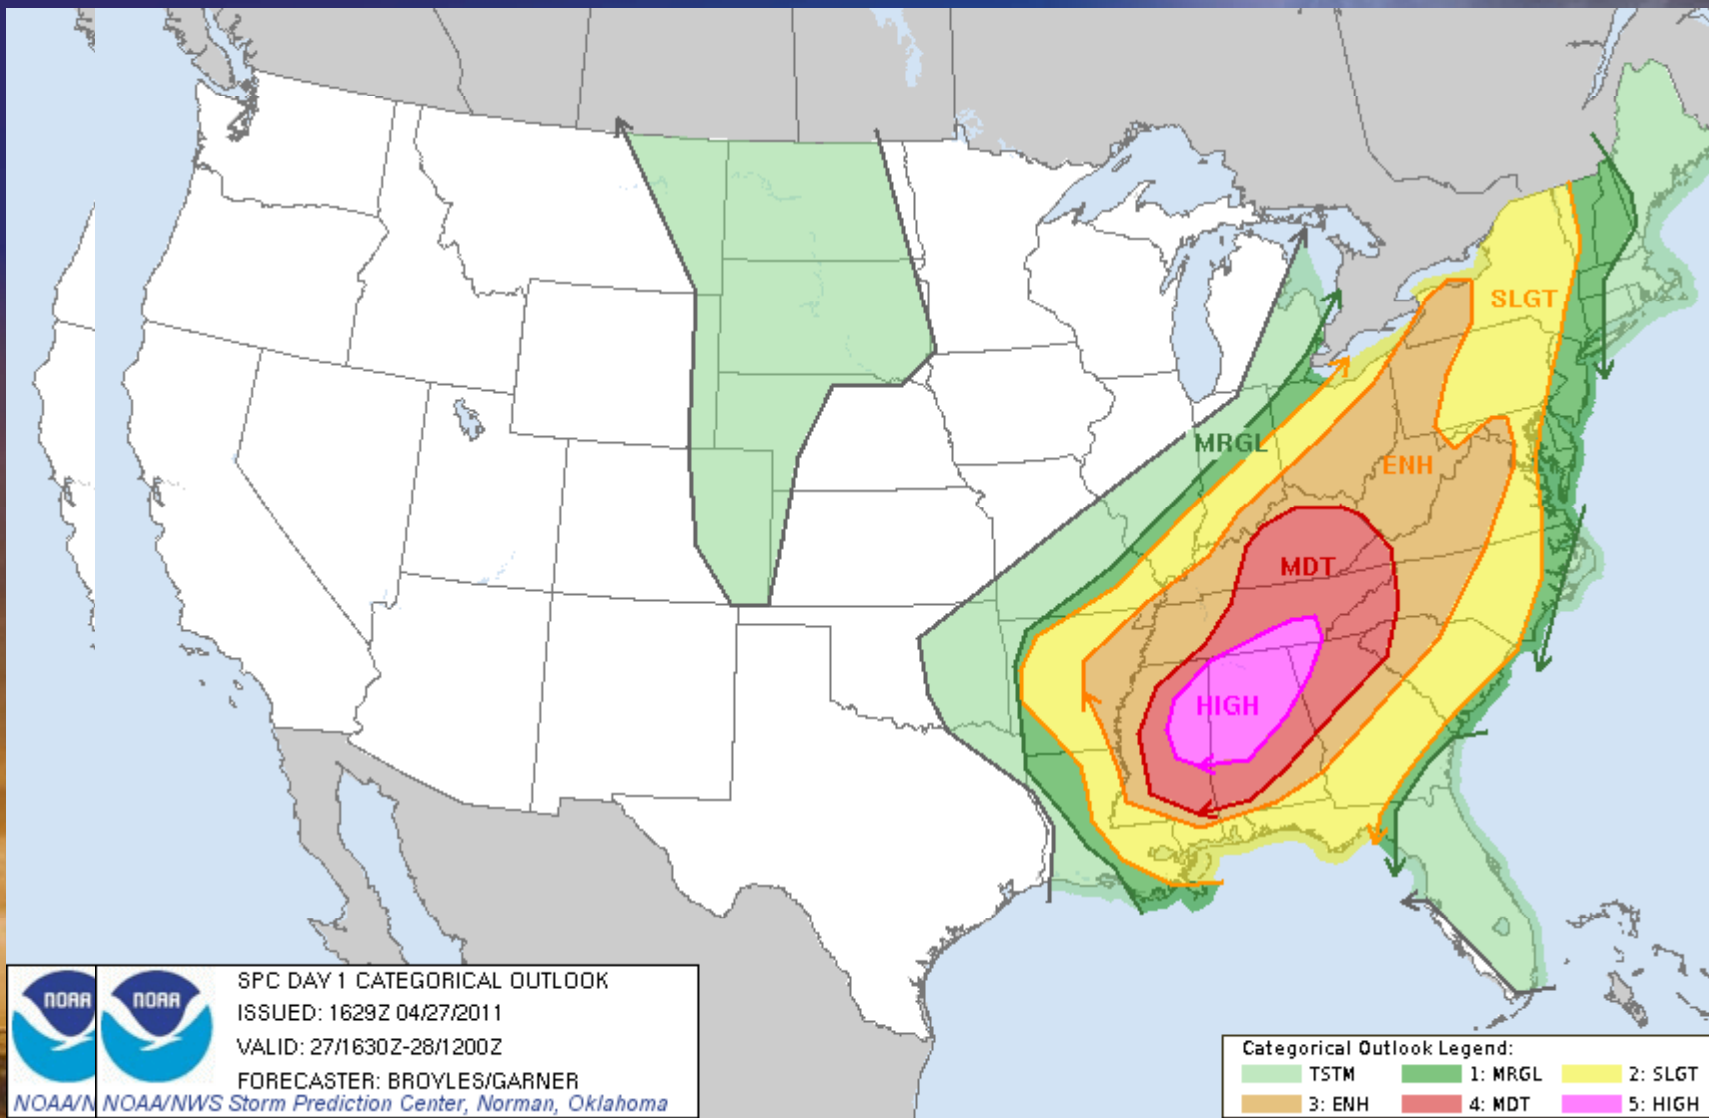 SLGT
MRGL
ENH
MDT
HIGH
NOAA
NOAA
SPC DAY 1 CATEGORICAL OUTLOOK
ISSUED: 1629Z 04/27/2011
VALID: 27/1630Z-28/1200Z
FORECASTER: BROYLES/GARNER
NOAA/N
NOAA/NWS Storm Prediction Center, Norman, Oklahoma
Categorical Outlook Legend:
TSTM 1: MRGL 2: SLGT
3: ENH 4: MDT 5: HIGH